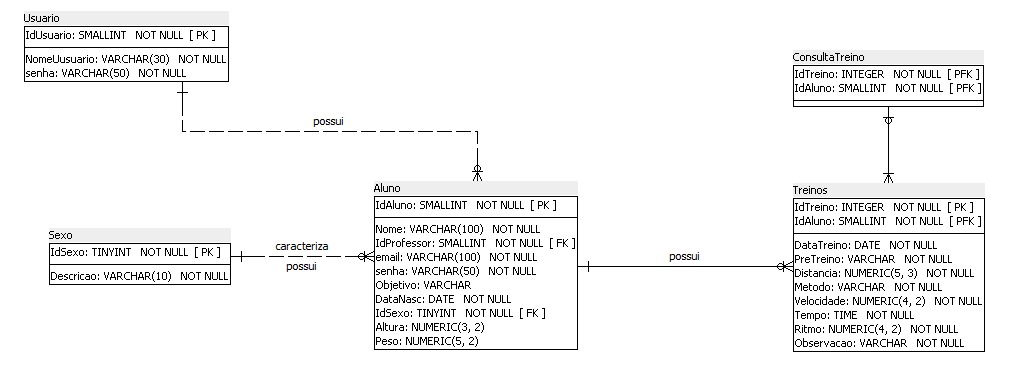 Usuario
IdUsuario: SMALLINT NOT NULL [ PK ]
NomeUusuario: VARCHAR(30) NOT NULL
senha: VARCHAR(50) NOT NULL
possui
ConsultaTreino
IdTreino: INTEGER NOT NULL [ PFK ]
IdAluno: SMALLINT NOT NULL [ PFK ]
Sexo
IdSexo: TINYINT NOT NULL [ PK ]
Descricao: VARCHAR(10) NOT NULL
caracteriza
possui
Aluno
IdAluno: SMALLINT NOT NULL [ PK ]
Nome: VARCHAR(100) NOT NULL
IdProfessor: SMALLINT NOT NULL [ FK ]
email: VARCHAR(100) NOT NULL
senha: VARCHAR(50) NOT NULL
Objetivo: VARCHAR
DataNasc: DATE NOT NULL
IdSexo: TINYINT NOT NULL [ FK ]
Altura: NUMERIC(3, 2)
Peso: NUMERIC(5, 2)
possui
Treinos
IdTreino: INTEGER NOT NULL [ PK ]
IdAluno: SMALLINT NOT NULL [ PFK ]
DataTreino: DATE NOT NULL
PreTreino: VARCHAR NOT NULL
Distancia: NUMERIC(5, 3) NOT NULL
Metodo: VARCHAR NOT NULL
Velocidade: NUMERIC(4, 2) NOT NULL
Tempo: TIME NOT NULL
Ritmo: NUMERIC(4, 2) NOT NULL
Observacao: VARCHAR NOT NULL